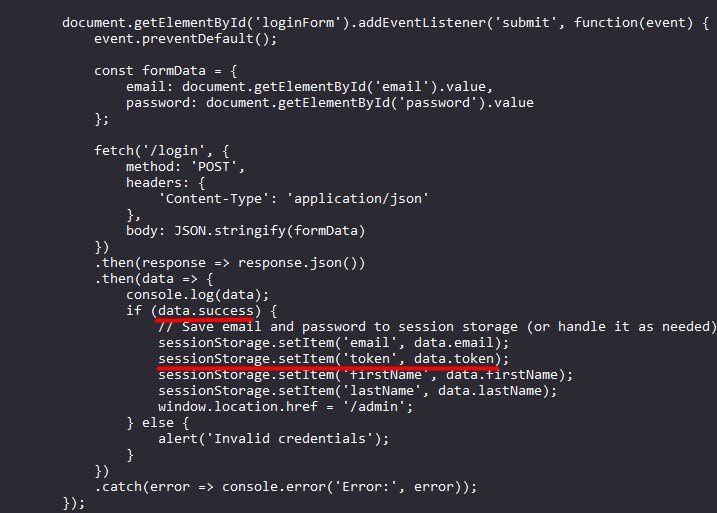 document.getElementById('loginForm').addEventListener('submit', function(event) {
event.preventDefault();
const formData = {
email: document.getElementById('email').value,
password: document.getElementById('password').value
};
fetch('/login', {
method: 'POST',
headers: {
'Content-Type': 'application/json'
},
body: JSON.stringify(formData)
})
.then(response => response.json())
.then(data => {
console.log(data);
if (data.success) {
// Save email and password to session storage (or handle it as needed)
sessionStorage.setItem('email', data.email);
sessionStorage.setItem('token', data.token);
sessionStorage.setItem('firstName', data.firstName);
sessionStorage.setItem('lastName', data.lastName);
window.location.href = '/admin';
} else {
alert('Invalid credentials');
}
})
.catch(error => console.error('Error:', error));
});